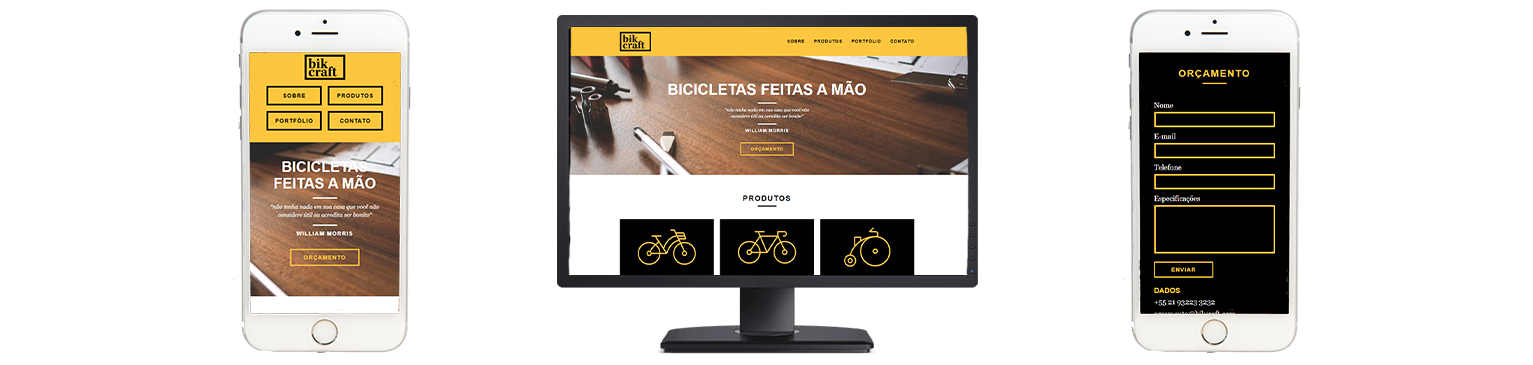 bik
craft
SOBRE
PRODUTOS
PORTFÓLIO
CONTATO
BICICLETAS
FEITAS A MÃO
"não tenha nada em sua casa que você não
considere útil ou acredita ser bonito"
WILLIAM MORRIS
ORÇAMENTO
bik
craft
SOBRE PRODUTOS PORTFÓLIO CONTATO
BICICLETAS FEITAS A MÃO
"não tenha nada em sua casa que você não
considere útil ou acredita ser bonito"
WILLIAM MORRIS
ORÇAMENTO
PRODUTOS
ORÇAMENTO
Nome
E-mail
Telefone
Especificações
ENVIAR
DADOS
+55 21 93223 3232